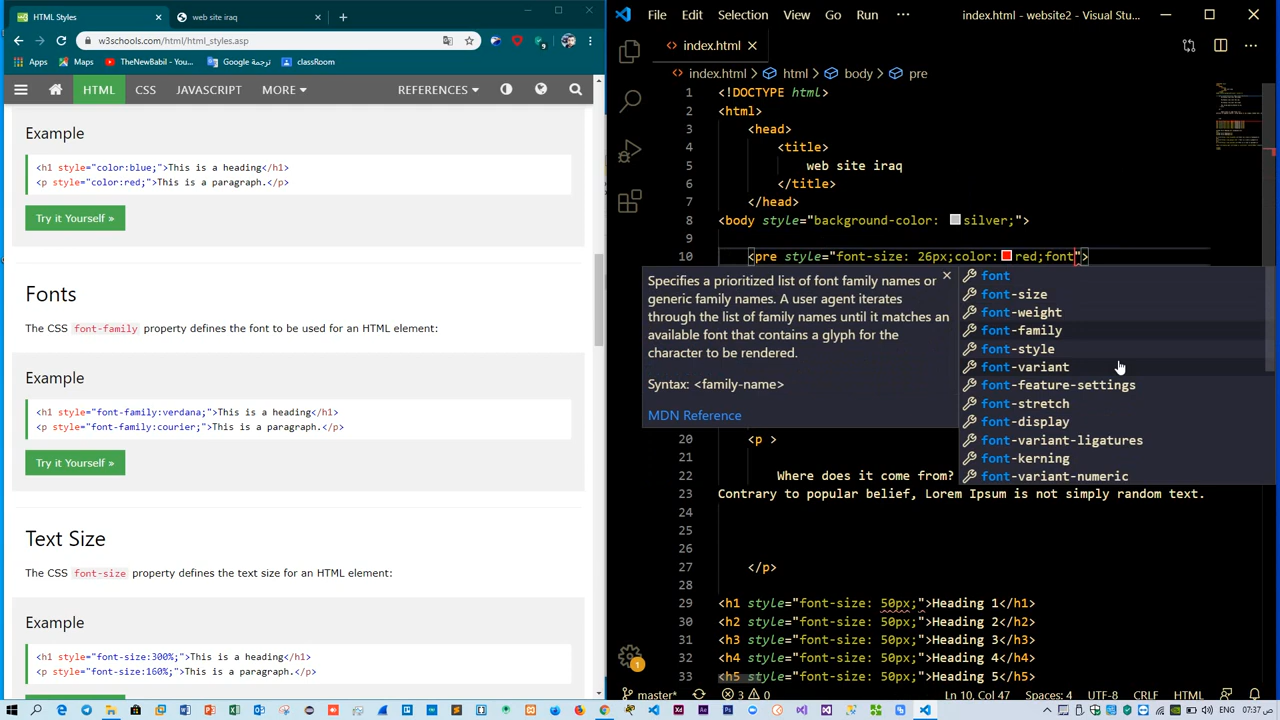 HTML Styles
web site iraq
w3schools.com/html/html_styles.asp
Apps
Maps
TheNewBabil - You...
ترجمة Google
classRoom
HTML
CSS
JAVASCRIPT
MORE
REFERENCES
Example
<h1 style="color:blue;">This is a heading</h1>
<p style="color:red;">This is a paragraph.</p>
Try it Yourself »
Fonts
The CSS font-family property defines the font to be used for an HTML element:
Example
<h1 style="font-family:verdana;">This is a heading</h1>
<p style="font-family:courier;">This is a paragraph.</p>
Try it Yourself »
Text Size
The CSS font-size property defines the text size for an HTML element:
Example
<h1 style="font-size:300%;">This is a heading</h1>
<p style="font-size:160%;">This is a paragraph.</p>
File Edit Selection View Go Run ··· index.html - website2 - Visual Stu...
index.html
index.html > html > body > pre
1 <!DOCTYPE html>
2 <html>
3 <head>
4 <title>
5 web site iraq
6 </title>
7 </head>
8 <body style="background-color: silver;">
9
10 <pre style="font-size: 26px;color: red;font">
Specifies a prioritized list of font family names or
generic family names. A user agent iterates
through the list of family names until it matches an
available font that contains a glyph for the
character to be rendered.
Syntax: <family-name>
MDN Reference
font
font-size
font-weight
font-family
font-style
font-variant
font-feature-settings
font-stretch
font-display
font-variant-ligatures
font-kerning
font-variant-numeric
20 <p >
21
22 Where does it come from?
23 Contrary to popular belief, Lorem Ipsum is not simply random text.
24
25
26
27 </p>
28
29 <h1 style="font-size: 50px;">Heading 1</h1>
30 <h2 style="font-size: 50px;">Heading 2</h2>
31 <h3 style="font-size: 50px;">Heading 3</h3>
32 <h4 style="font-size: 50px;">Heading 4</h4>
33 <h5 style="font-size: 50px;">Heading 5</h5>
1
master*
3 0
Ln 10, Col 47
Spaces: 4
UTF-8
CRLF
HTML
ENG
07:37 ص